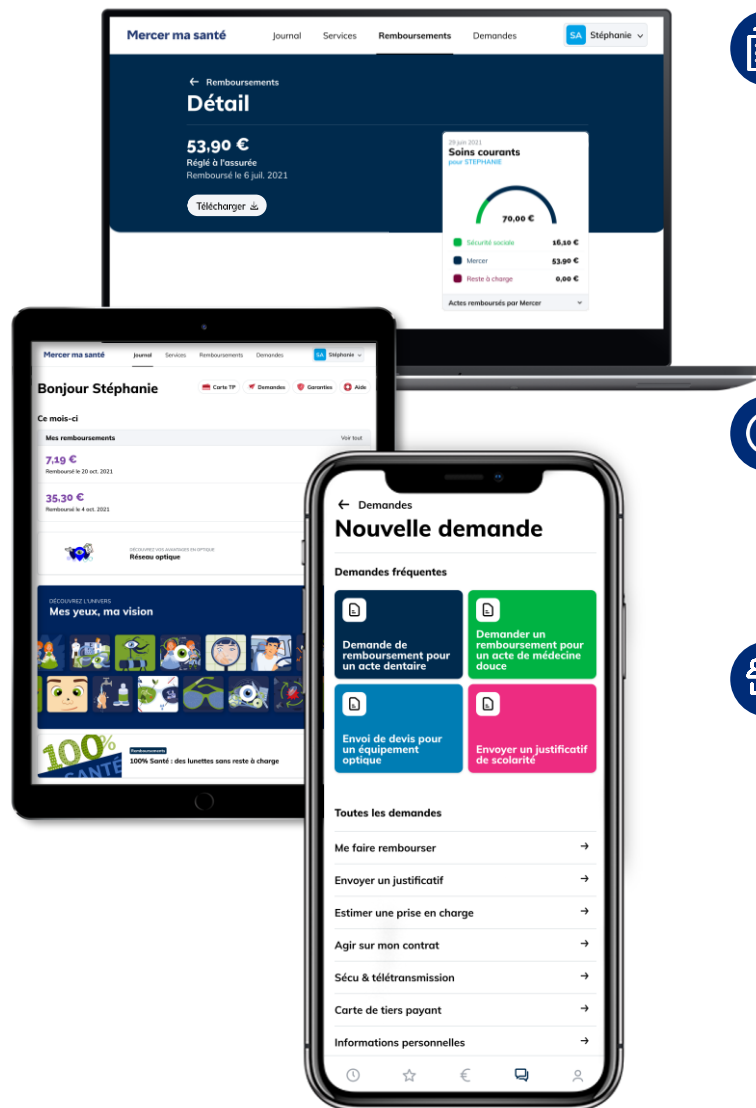 Mercer ma santé
Journal
Services
Remboursements
Demandes
SA
Stéphanie
← Remboursements
Détail
53,90 €
Réglé à l'assurée
Remboursé le 6 juil. 2021
Télécharger
29 juin 2021
Soins courants
pour STEPHANIE
70,00 €
Sécurité sociale 16,10 €
Mercer 53,90 €
Reste à charge 0,00 €
Actes remboursés par Mercer
Mercer ma santé
Journal
Services
Remboursements
Demandes
SA
Stéphanie
Bonjour Stéphanie
Carte TP
Demandes
Garanties
Aide
Ce mois-ci
Mes remboursements
Voir tout
7,19 €
Remboursé le 20 oct. 2021
35,30 €
Remboursé le 4 oct. 2021
DÉCOUVREZ VOS AVANTAGES EN OPTIQUE
Réseau optique
DÉCOUVREZ L'UNIVERS
Mes yeux, ma vision
100%
SANTÉ
Remboursements
100% Santé : des lunettes sans reste à charge
← Demandes
Nouvelle demande
Demandes fréquentes
Demande de
remboursement pour
un acte dentaire
Demander un
remboursement pour
un acte de médecine
douce
Envoi de devis pour
un équipement
optique
Envoyer un justificatif
de scolarité
Toutes les demandes
Me faire rembourser →
Envoyer un justificatif →
Estimer une prise en charge →
Agir sur mon contrat →
Sécu & télétransmission →
Carte de tiers payant →
Informations personnelles →